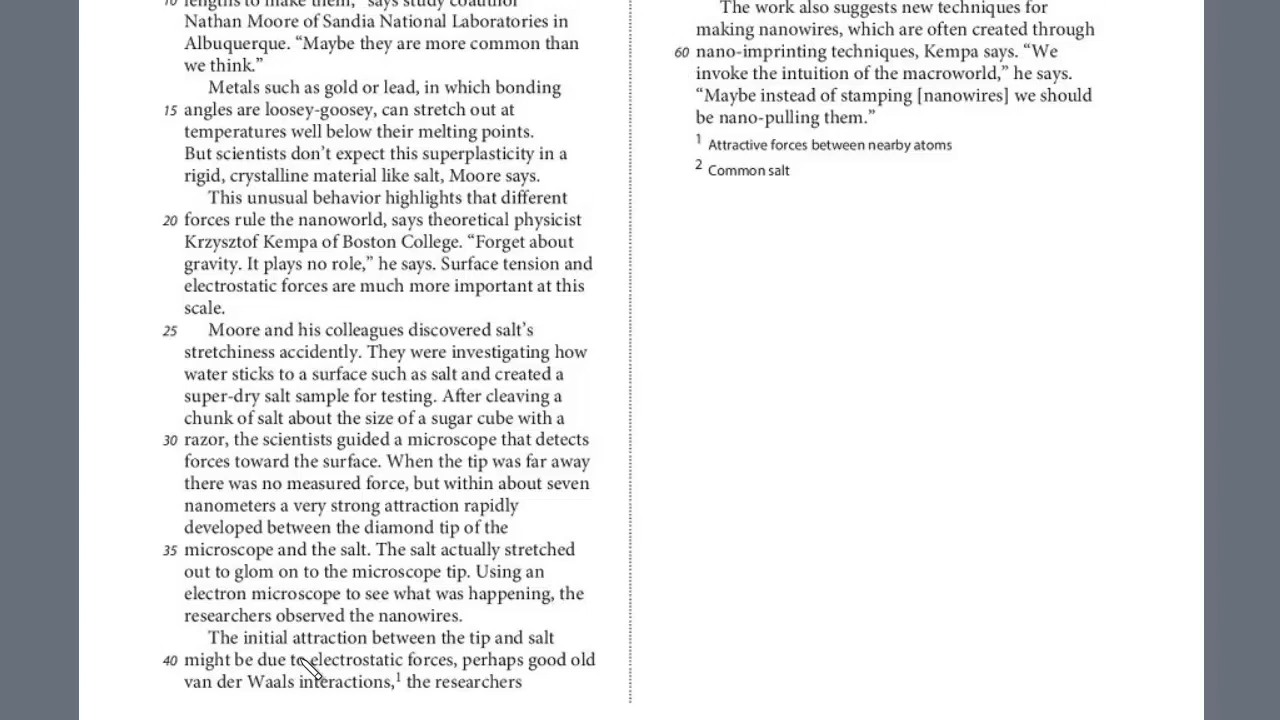 10 lengths to make them,” says study coauthor
Nathan Moore of Sandia National Laboratories in
Albuquerque. “Maybe they are more common than
we think.”
Metals such as gold or lead, in which bonding
15 angles are loosey-goosey, can stretch out at
temperatures well below their melting points.
But scientists don’t expect this superplasticity in a
rigid, crystalline material like salt, Moore says.
This unusual behavior highlights that different
20 forces rule the nanoworld, says theoretical physicist
Krzysztof Kempa of Boston College. “Forget about
gravity. It plays no role,” he says. Surface tension and
electrostatic forces are much more important at this
scale.
25 Moore and his colleagues discovered salt’s
stretchiness accidently. They were investigating how
water sticks to a surface such as salt and created a
super-dry salt sample for testing. After cleaving a
chunk of salt about the size of a sugar cube with a
30 razor, the scientists guided a microscope that detects
forces toward the surface. When the tip was far away
there was no measured force, but within about seven
nanometers a very strong attraction rapidly
developed between the diamond tip of the
35 microscope and the salt. The salt actually stretched
out to glom on to the microscope tip. Using an
electron microscope to see what was happening, the
researchers observed the nanowires.
The initial attraction between the tip and salt
40 might be due to electrostatic forces, perhaps good old
van der Waals interactions,1 the researchers
The work also suggests new techniques for
making nanowires, which are often created through
60 nano-imprinting techniques, Kempa says. “We
invoke the intuition of the macroworld,” he says.
“Maybe instead of stamping [nanowires] we should
be nano-pulling them.”
1 Attractive forces between nearby atoms
2 Common salt